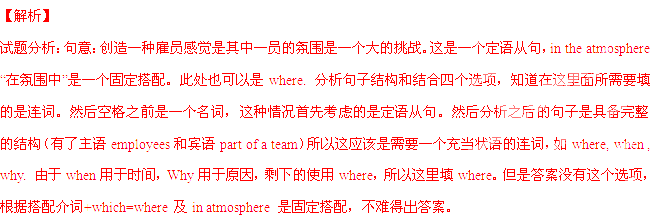 【解析】
试题分析：句意：创造一种雇员感觉是其中一员的氛围是一个大的挑战。这是一个定语从句，in the atmosphere
“在氛围中”是一个固定搭配。此处也可以是 where. 分析句子结构和结合四个选项，知道在这里面所需要填
的是连词。然后空格之前是一个名词，这种情况首先考虑的是定语从句。然后分析之后的句子是具备完整
的结构（有了主语 employees 和宾语 part of a team）所以这应该是需要一个充当状语的连词，如 where, when ,
why. 由于 when 用于时间，Why 用于原因，剩下的使用 where，所以这里填 where。但是答案没有这个选项，
根据搭配介词-which=where 及 in atmosphere 是固定搭配，不难得出答案。